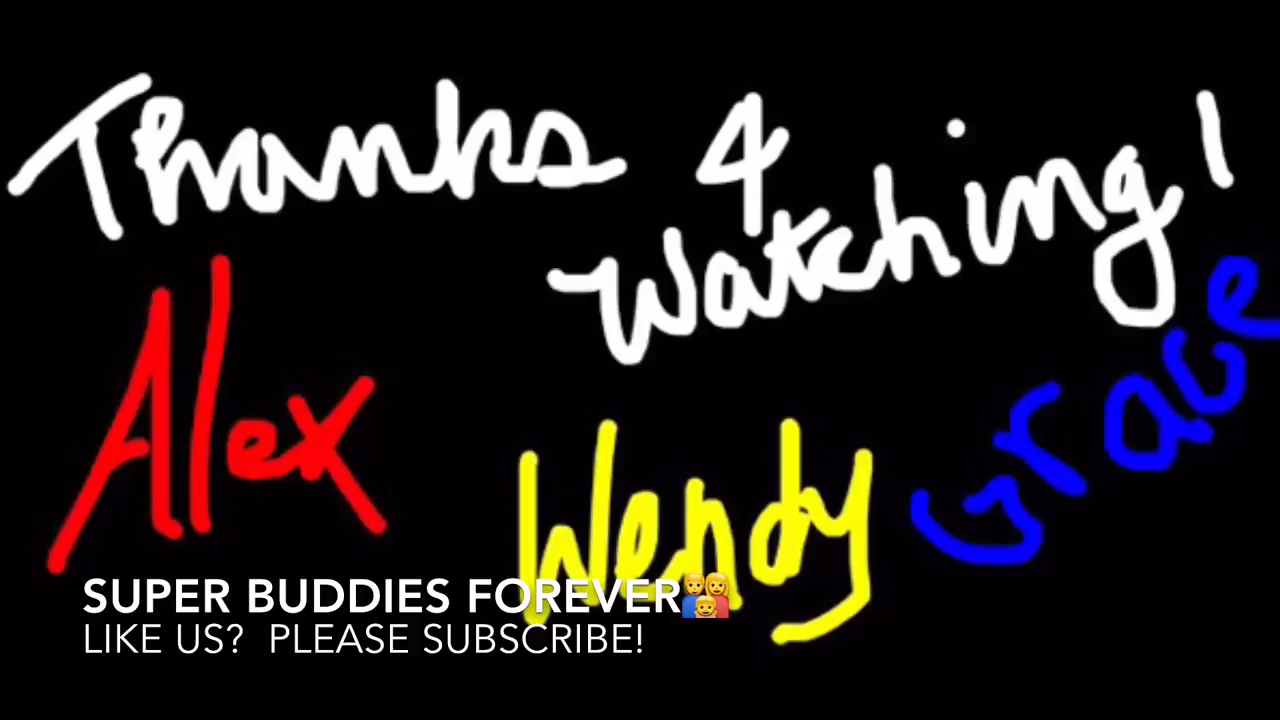 Thanks 4
Watching!
Alex
Wendy
Grace
SUPER BUDDIES FOREVER👨‍👩‍👦
LIKE US?  PLEASE SUBSCRIBE!